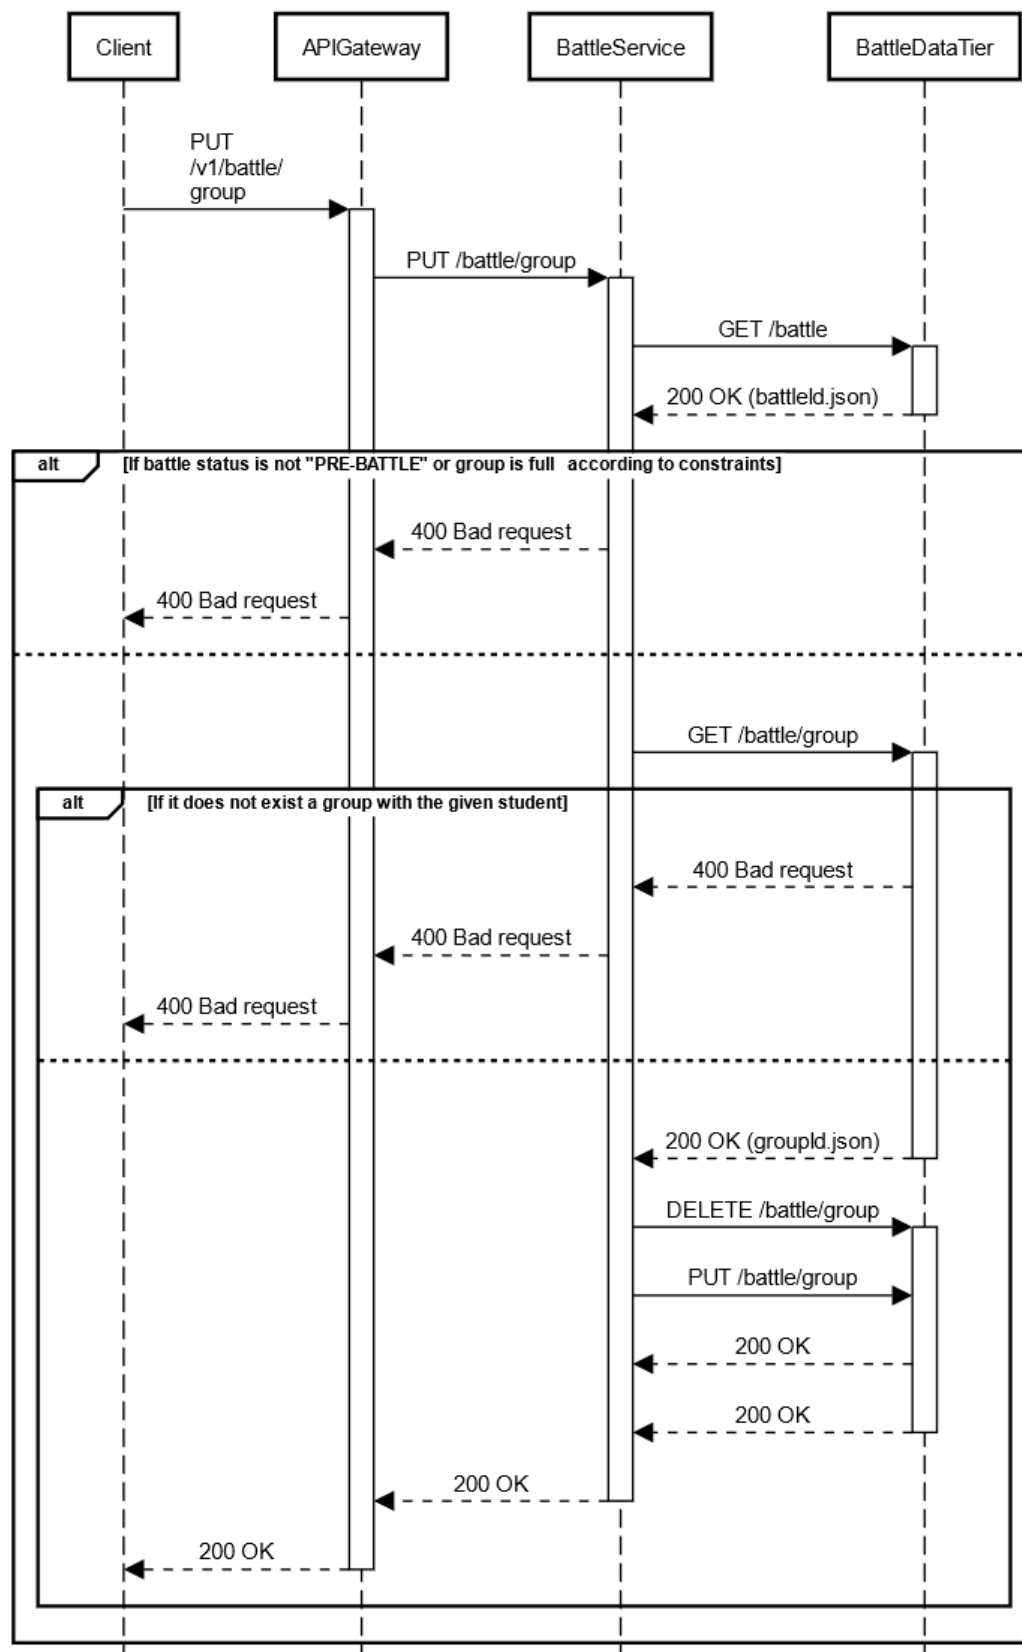 Client
APIGateway
BattleService
BattleDataTier
PUT
/v1/battle/
group
PUT /battle/group
GET /battle
200 OK (battleId.json)
alt
[If battle status is not "PRE-BATTLE" or group is full according to constraints]
400 Bad request
400 Bad request
GET /battle/group
alt
[If it does not exist a group with the given student]
400 Bad request
400 Bad request
400 Bad request
200 OK (groupId.json)
DELETE /battle/group
PUT /battle/group
200 OK
200 OK
200 OK
200 OK